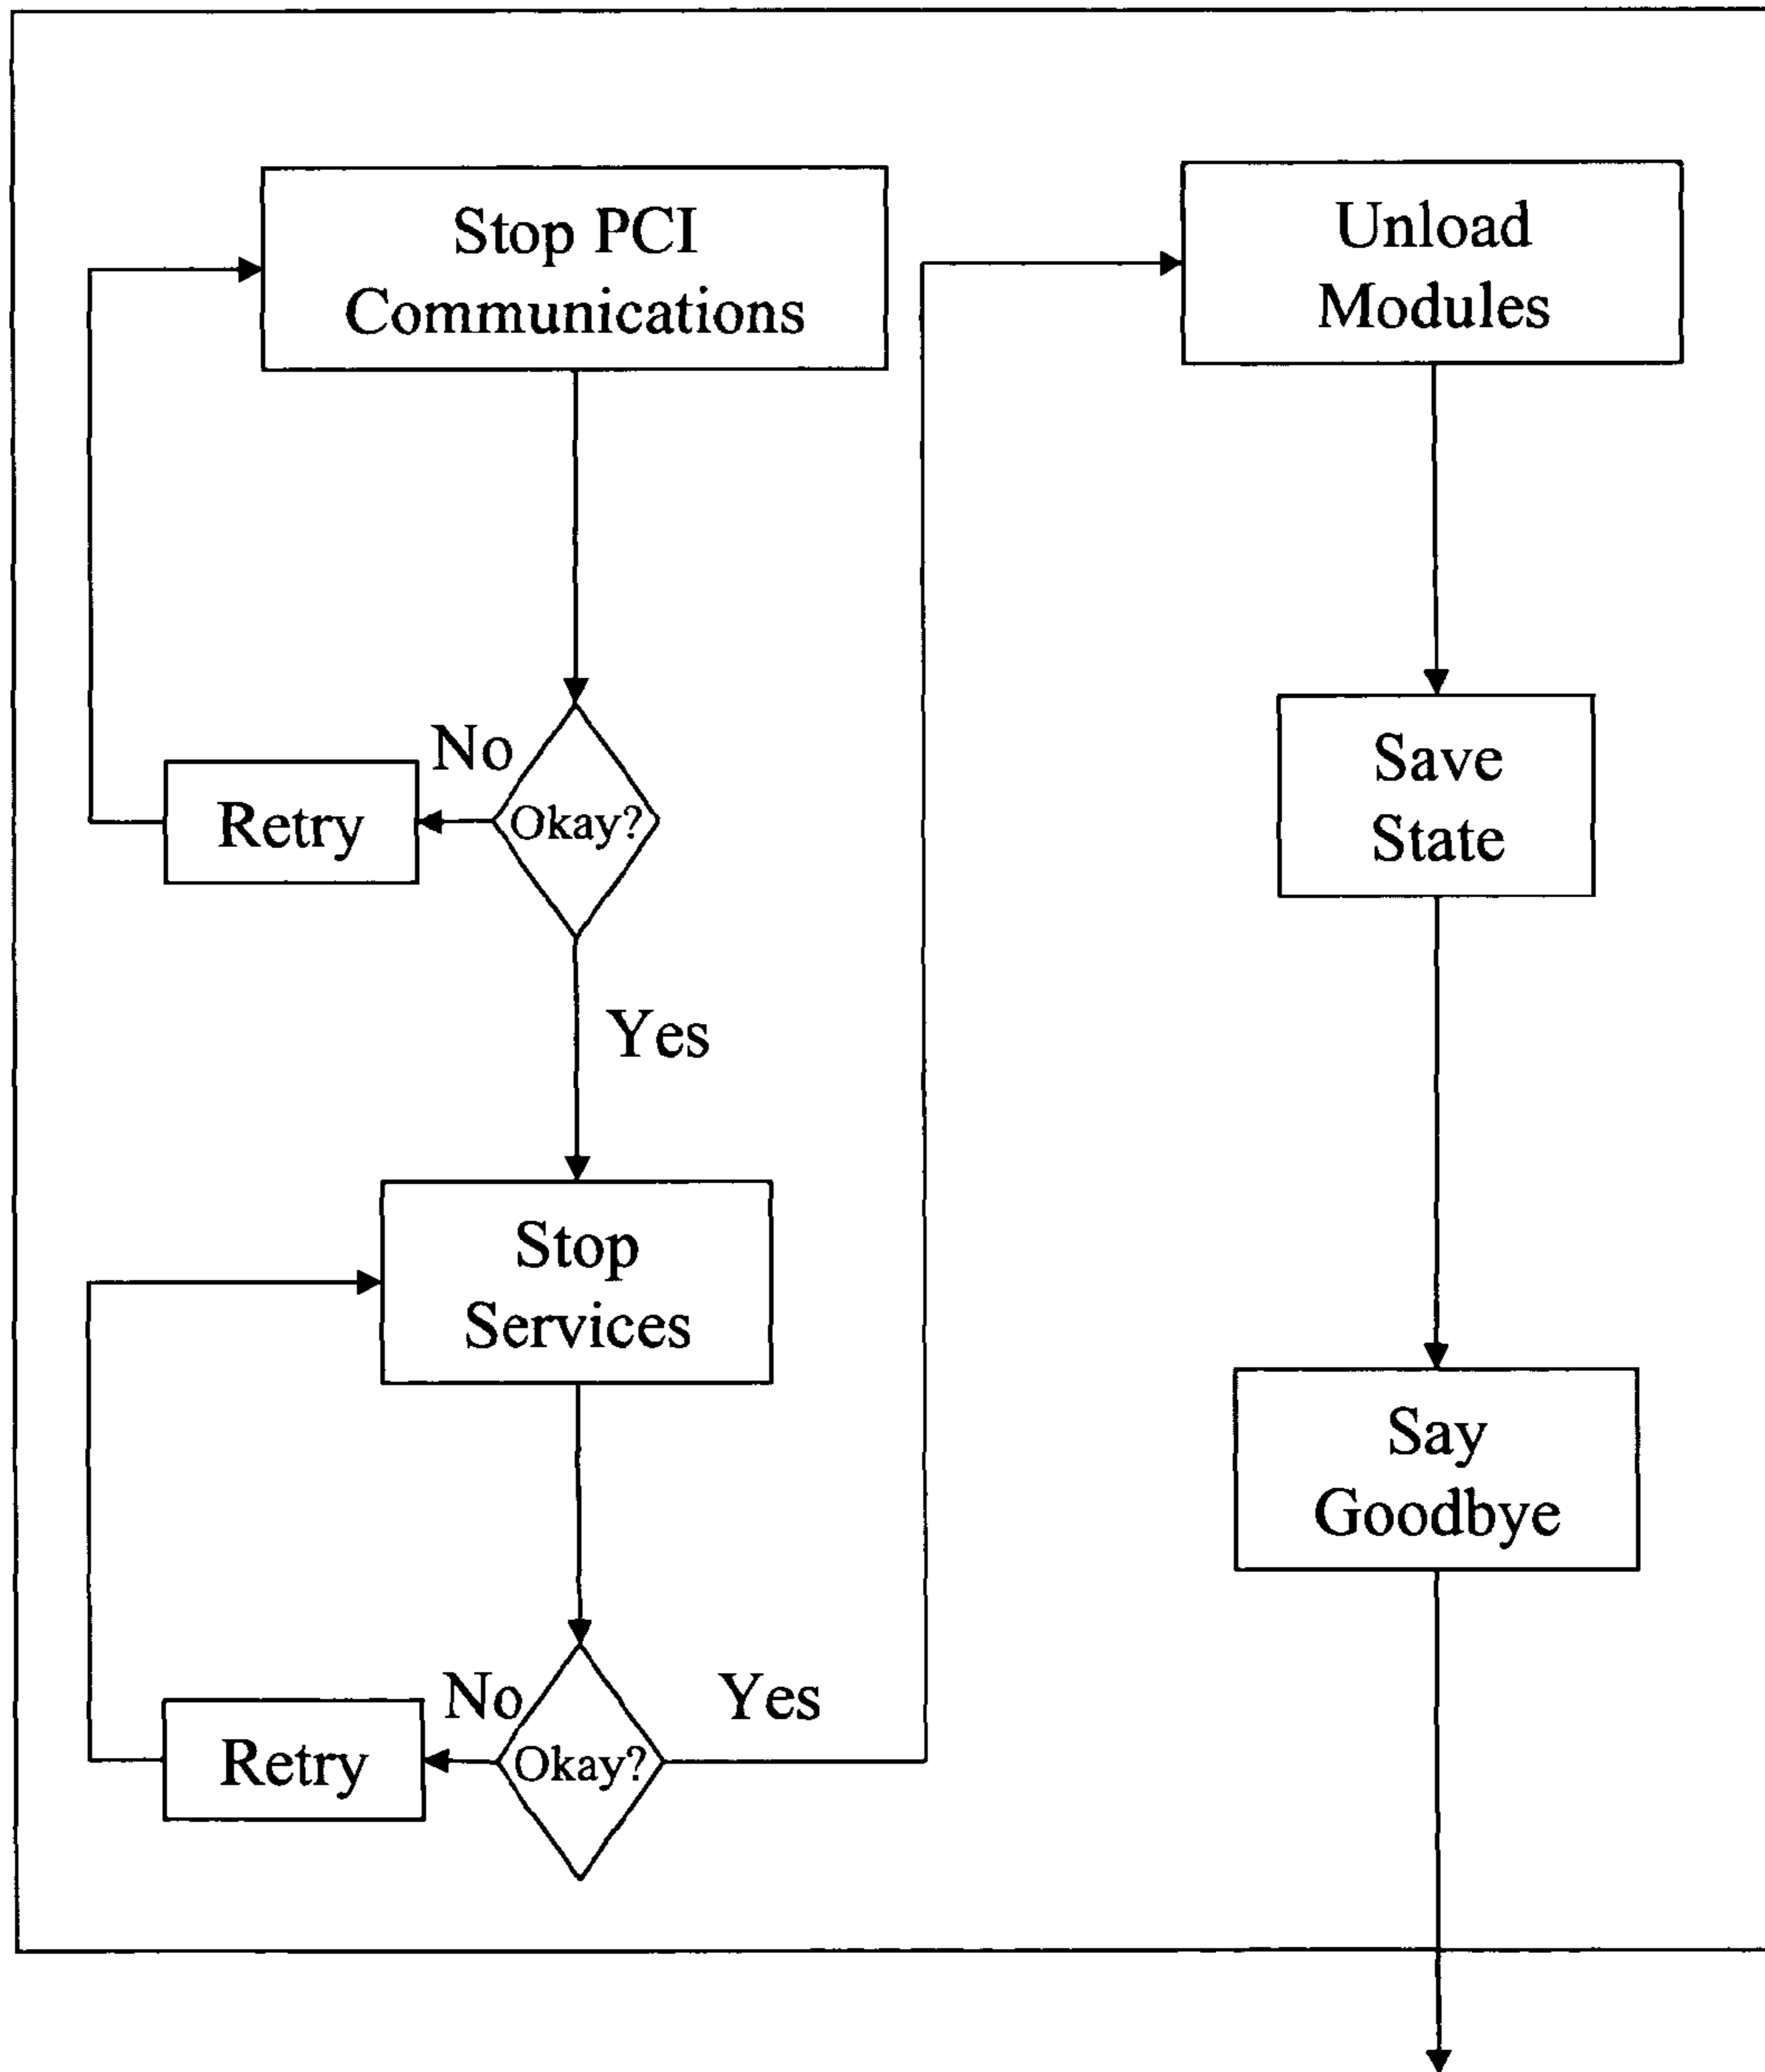 Stop PCI
Communications
No
Okay?
Retry
Yes
Stop
Services
No
Yes
Okay?
Retry
Unload
Modules
Save
State
Say
Goodbye